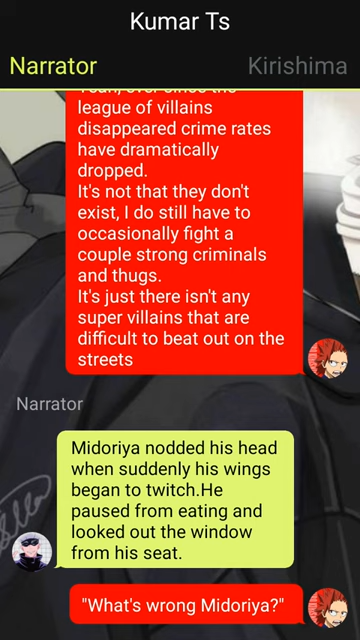 Kumar Ts
Narrator
Kirishima
league of villains
disappeared crime rates
have dramatically
dropped.
It's not that they don't
exist, I do still have to
occasionally fight a
couple strong criminals
and thugs.
It's just there isn't any
super villains that are
difficult to beat out on the
streets
Narrator
Midoriya nodded his head
when suddenly his wings
began to twitch.He
paused from eating and
looked out the window
from his seat.
"What's wrong Midoriya?"